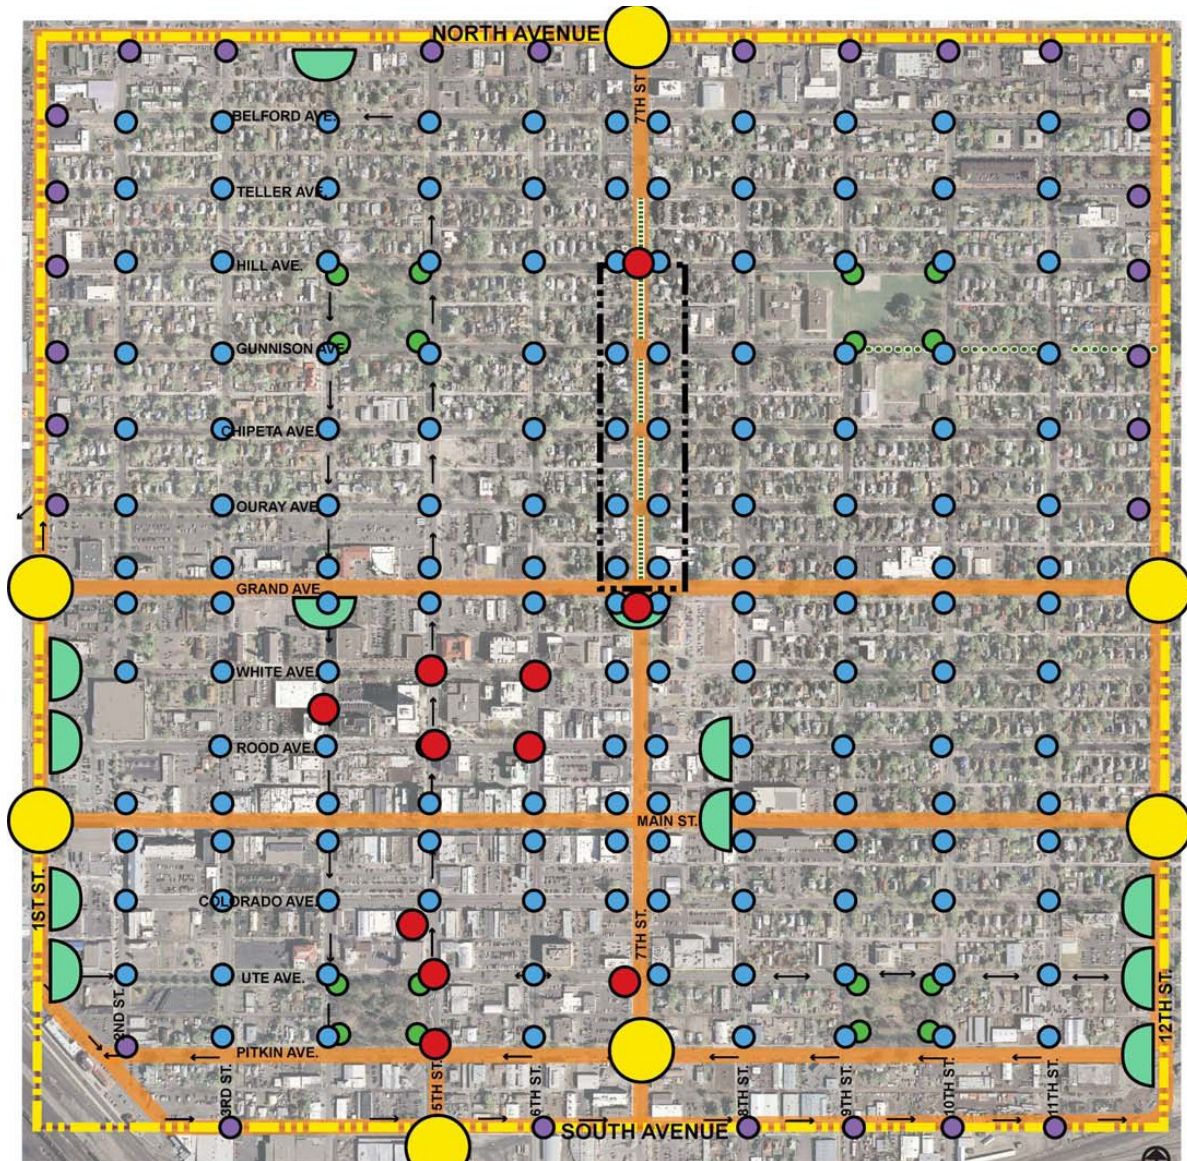 NORTH AVENUE
7TH ST
BELFORD AVE.
TELLER AVE.
HILL AVE.
GUNNISON AVE.
CHIPETA AVE.
OURAY AVE
GRAND AVE
WHITE AVE.
ROOD AVE.
MAIN ST.
1ST ST.
COLORADO AVE.
7TH ST.
UTE AVE.
2ND ST.
12TH ST.
PITKIN AVE.
3RD ST.
5TH ST.
6TH ST.
8TH ST.
9TH ST.
10TH ST.
11TH ST.
SOUTH AVENUE